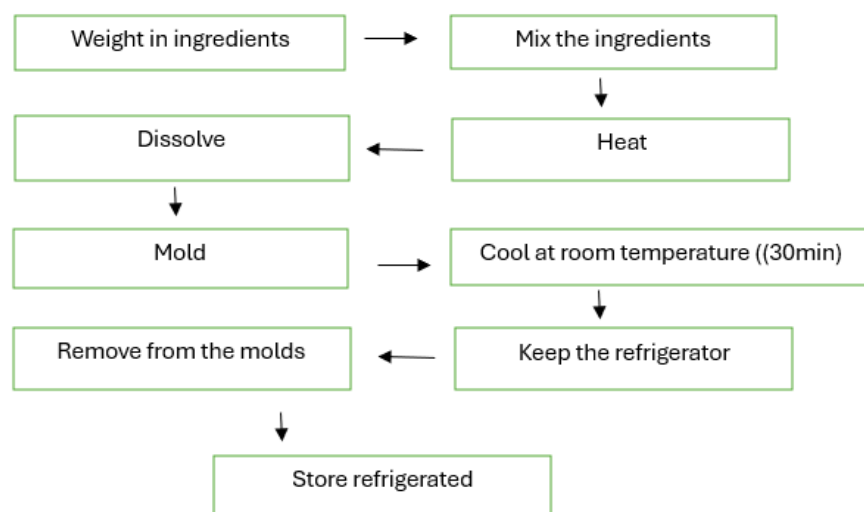 Weight in ingredients
Mix the ingredients
Heat
Dissolve
Mold
Cool at room temperature ((30min)
Keep the refrigerator
Remove from the molds
Store refrigerated